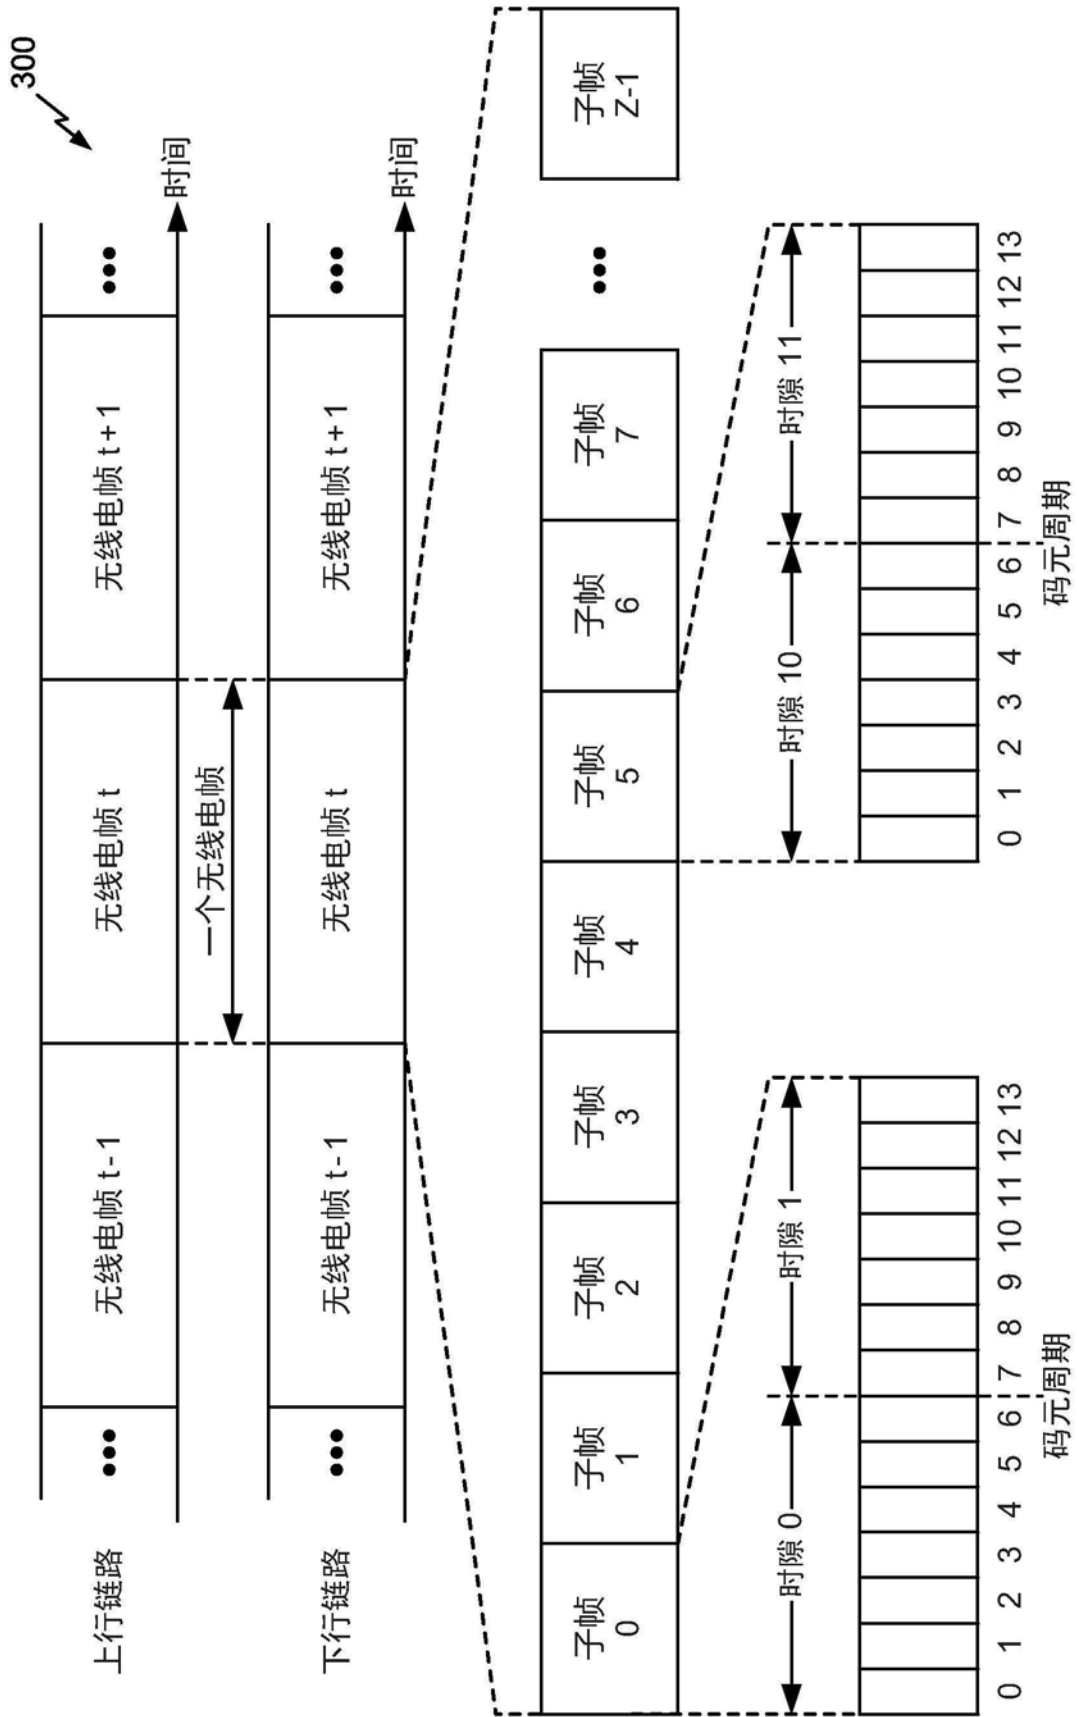 300
上行链路
●●●
无线电帧 t-1
无线电帧 t
无线电帧 t+1
●●●
时间
一个无线电帧
下行链路
●●●
无线电帧 t-1
无线电帧 t
无线电帧 t+1
●●●
时间
子帧
0
子帧
1
子帧
2
子帧
3
子帧
4
子帧
5
子帧
6
子帧
7
●●●
子帧
Z-1
时隙 0
时隙 1
0 1 2 3 4 5 6 7 8 9 10 11 12 13
码元周期
时隙 10
时隙 11
0 1 2 3 4 5 6 7 8 9 10 11 12 13
码元周期